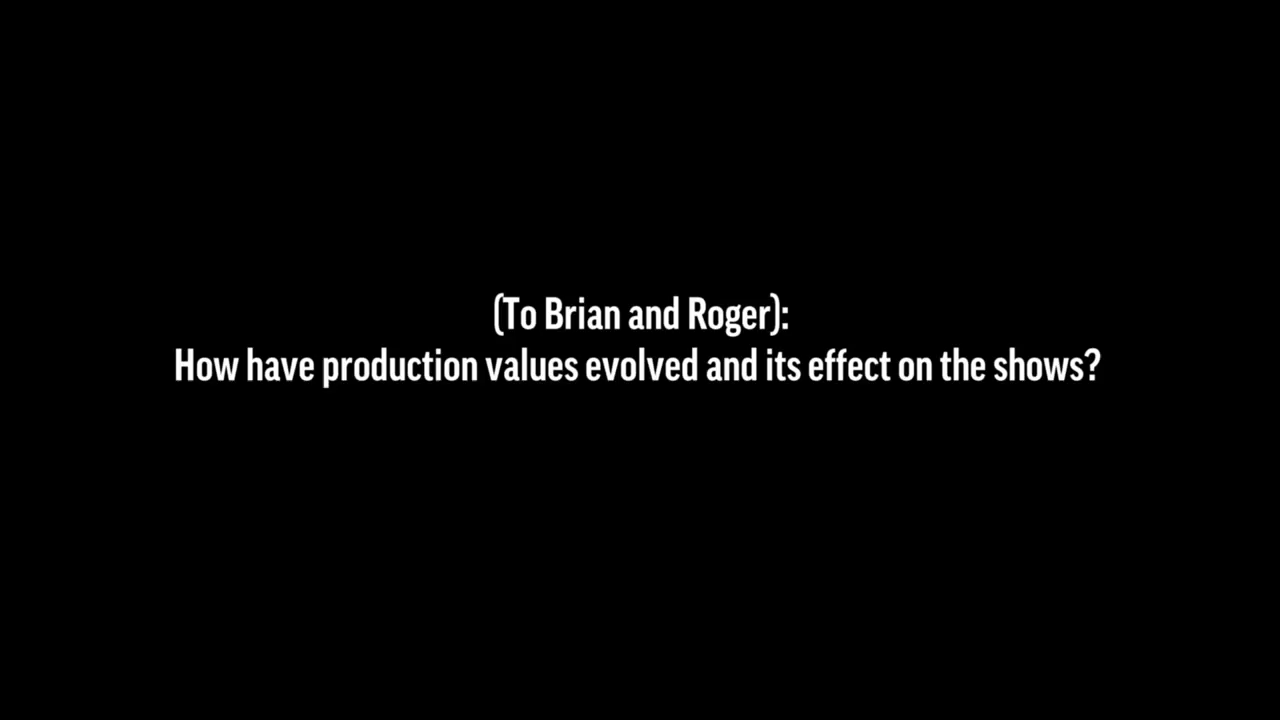 (To Brian and Roger):
How have production values evolved and its effect on the shows?